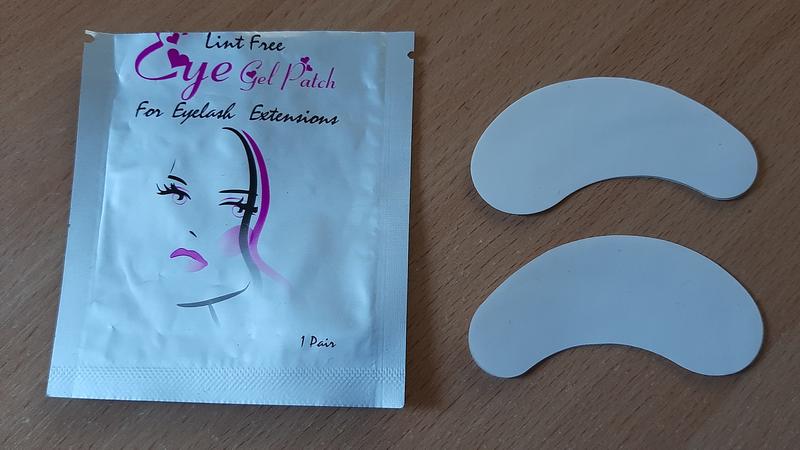 Lint Free
Eye Gel Patch
For Eyelash Extensions
1 Pair